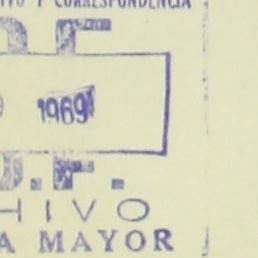 Y CORRESPONDENCIA
D F
1969
D.F.
HIVO
A MAYOR